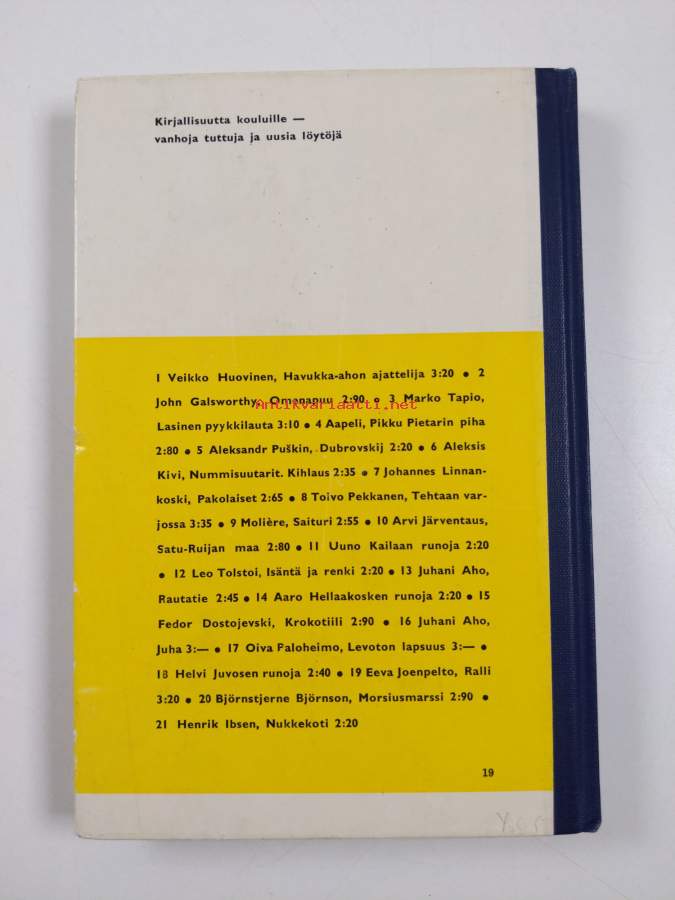 Kirjallisuutta kouluille —
vanhoja tuttuja ja uusia löytöjä
1 Veikko Huovinen, Havukka-ahon ajattelija 3:20 ● 2
John Galsworthy, Omenapuu 2:90 ● 3 Marko Tapio,
Antikvariaatti.net
Lasinen pyykkilauta 3:10 ● 4 Aapeli, Pikku Pietarin piha
2:80 ● 5 Aleksandr Puškin, Dubrovskij 2:20 ● 6 Aleksis
Kivi, Nummisuutarit. Kihlaus 2:35 ● 7 Johannes Linnan-
koski, Pakolaiset 2:65 ● 8 Toivo Pekkanen, Tehtaan var-
jossa 3:35 ● 9 Molière, Saituri 2:55 ● 10 Arvi Järventaus,
Satu-Ruijan maa 2:80 ● 11 Uuno Kailaan runoja 2:20
● 12 Leo Tolstoi, Isäntä ja renki 2:20 ● 13 Juhani Aho,
Rautatie 2:45 ● 14 Aaro Hellaakosken runoja 2:20 ● 15
Fedor Dostojevski, Krokotiili 2:90 ● 16 Juhani Aho,
Juha 3:— ● 17 Oiva Paloheimo, Levoton lapsuus 3:— ●
18 Helvi Juvosen runoja 2:40 ● 19 Eeva Joenpelto, Ralli
3:20 ● 20 Björnstjerne Björnson, Morsiusmarssi 2:90 ●
21 Henrik Ibsen, Nukkekoti 2:20
19